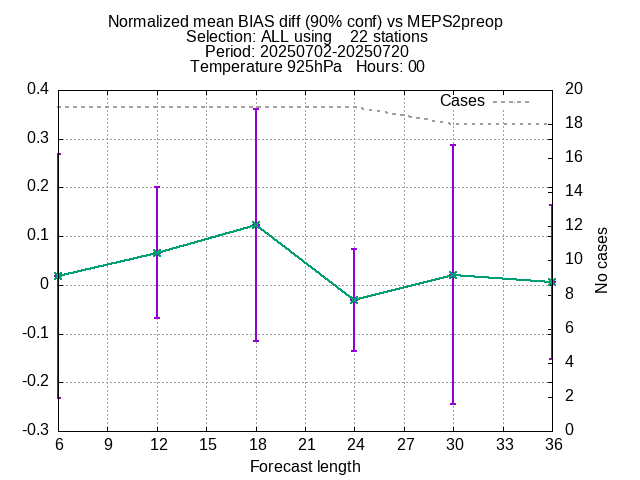 Normalized mean BIAS diff (90% conf) vs MEPS2preop
Selection: ALL using    22 stations
Period: 20250702-20250720
Temperature 925hPa   Hours: 00
Cases
0.4
0.3
0.2
0.1
0
-0.1
-0.2
-0.3
20
18
16
14
12
10
8
6
4
2
0
No cases
6 9 12 15 18 21 24 27 30 33 36
Forecast length